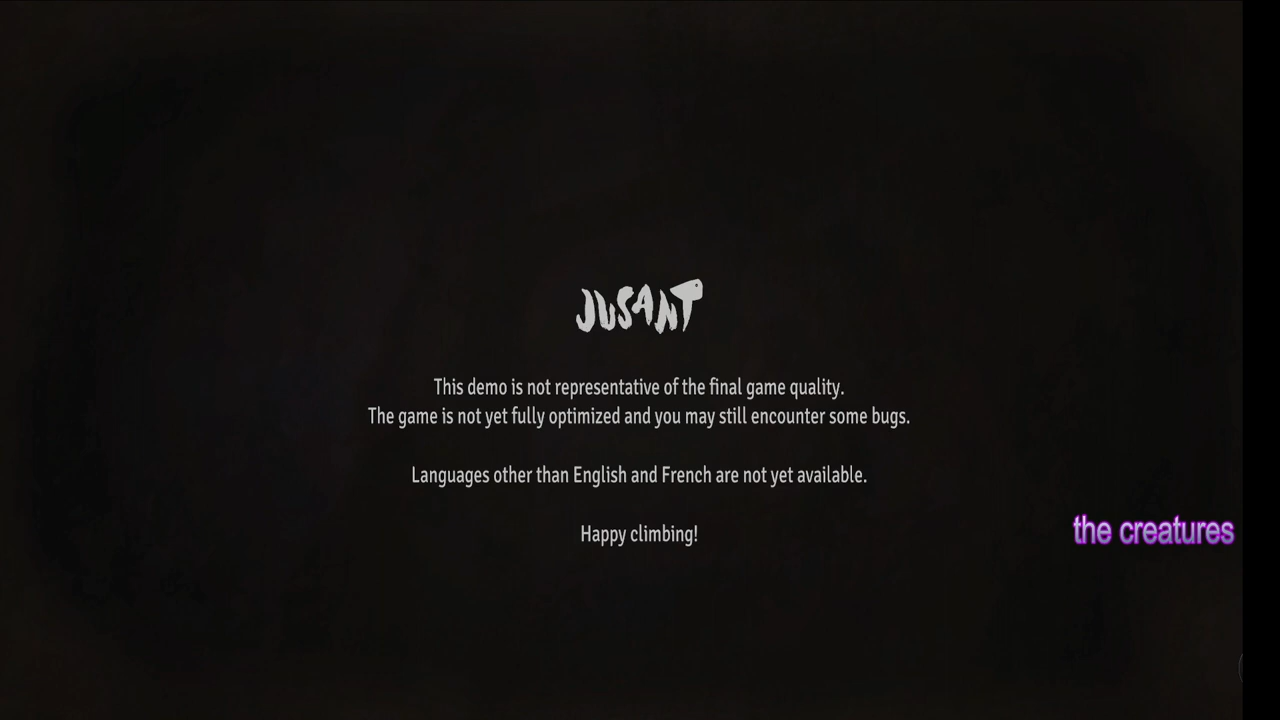 JUSANT
This demo is not representative of the final game quality.
The game is not yet fully optimized and you may still encounter some bugs.
Languages other than English and French are not yet available.
the creatures
Happy climbing!